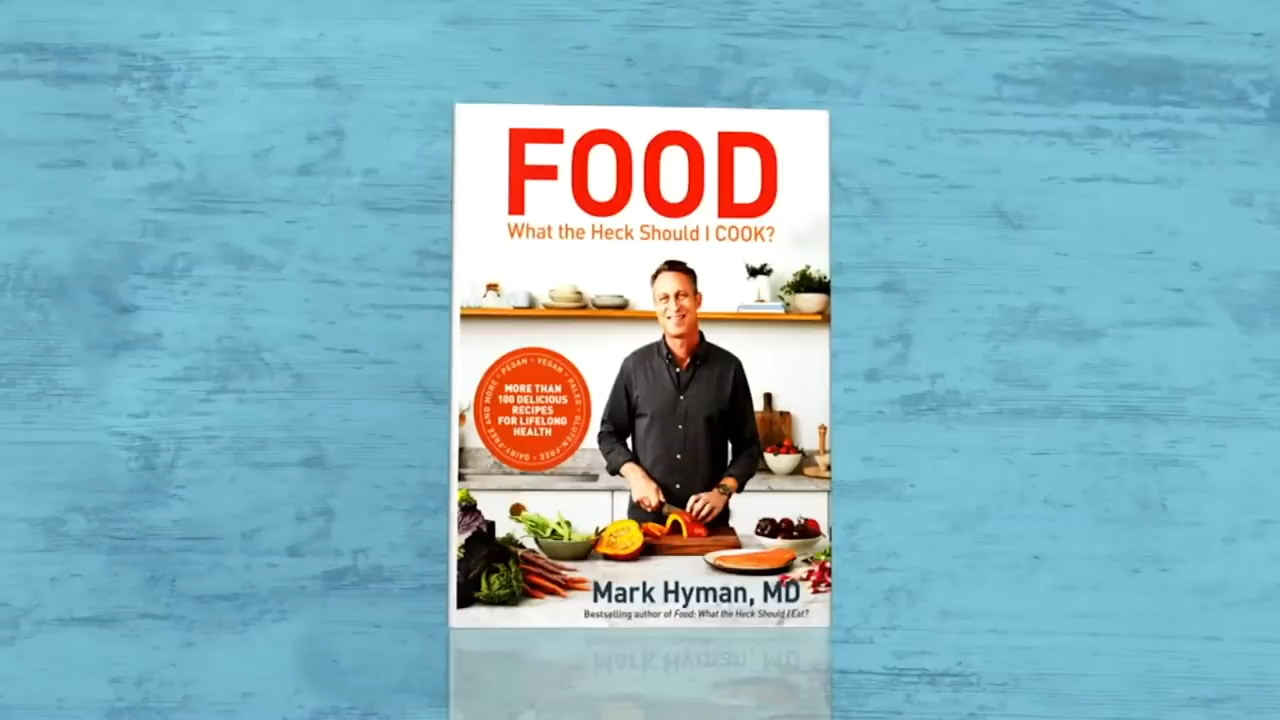 FOOD
What the Heck Should I COOK?
PEGAN • VEGAN • PALEO • GLUTEN-FREE • DAIRY-FREE AND MORE •
MORE THAN
100 DELICIOUS
RECIPES
FOR LIFELONG
HEALTH
Mark Hyman, MD
Bestselling author of Food: What the Heck Should I Eat?